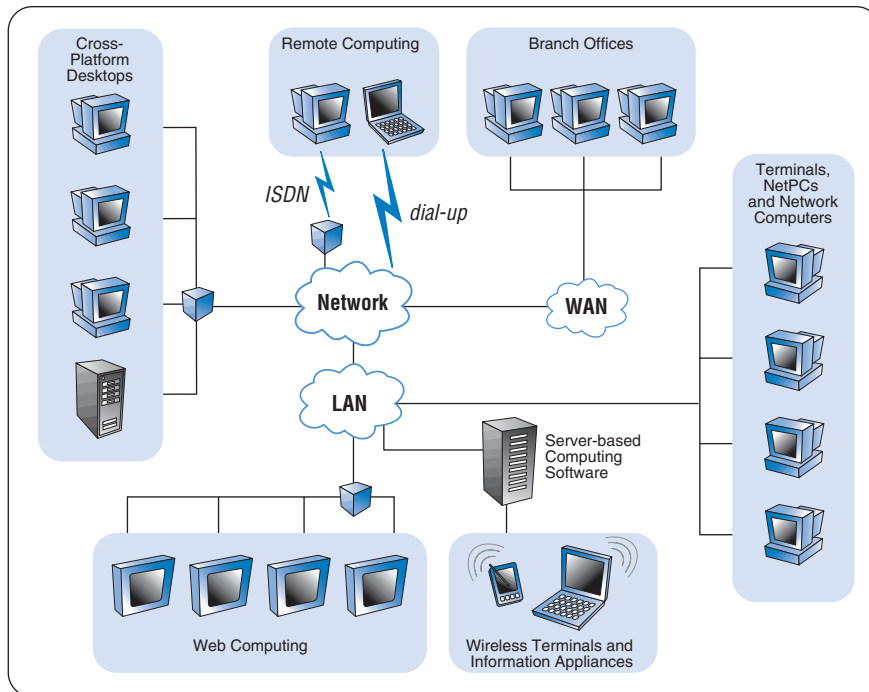 Cross-
Platform
Desktops
Remote Computing
Branch Offices
Terminals,
NetPCs
and Network
Computers
ISDN
dial-up
Network
WAN
LAN
Server-based
Computing
Software
Web Computing
Wireless Terminals and
Information Appliances